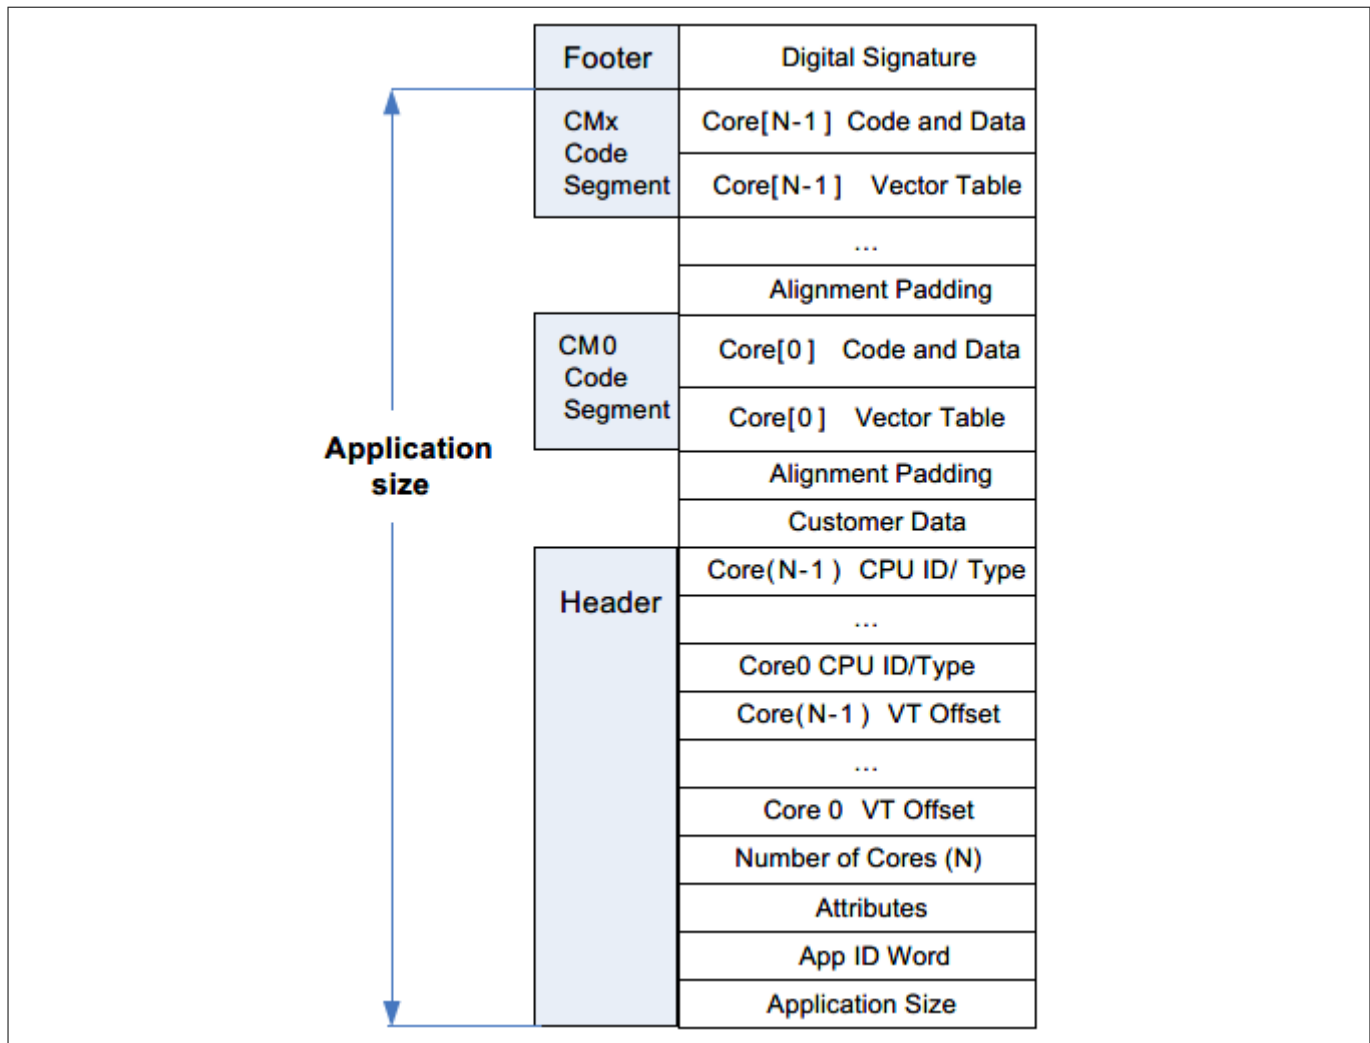 Footer
Digital Signature
CMx
Code
Segment
Core[N-1] Code and Data
Core[N-1] Vector Table
...
Alignment Padding
CM0
Code
Segment
Core[0] Code and Data
Core[0] Vector Table
Application
size
Alignment Padding
Customer Data
Header
Core(N-1) CPU ID/ Type
...
Core0 CPU ID/Type
Core(N-1) VT Offset
...
Core 0 VT Offset
Number of Cores (N)
Attributes
App ID Word
Application Size